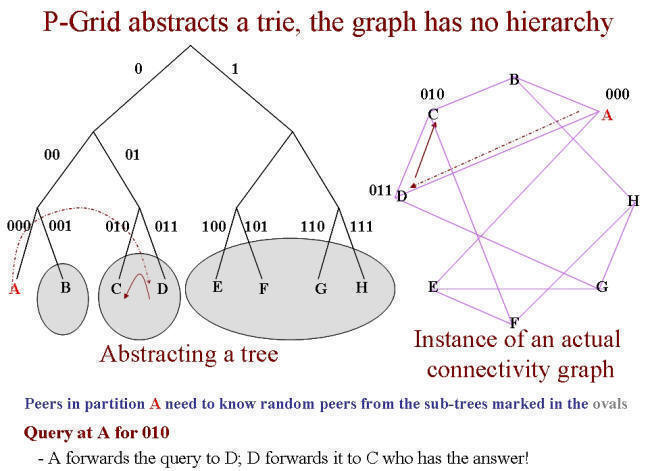 P-Grid abstracts a trie, the graph has no hierarchy
0
1
00
01
000
001
010
011
100
101
110
111
A
B
C
D
E
F
G
H
Abstracting a tree
B
010
000
C
A
011
D
H
E
G
F
Instance of an actual
connectivity graph
Peers in partition A need to know random peers from the sub-trees marked in the ovals
Query at A for 010
- A forwards the query to D; D forwards it to C who has the answer!